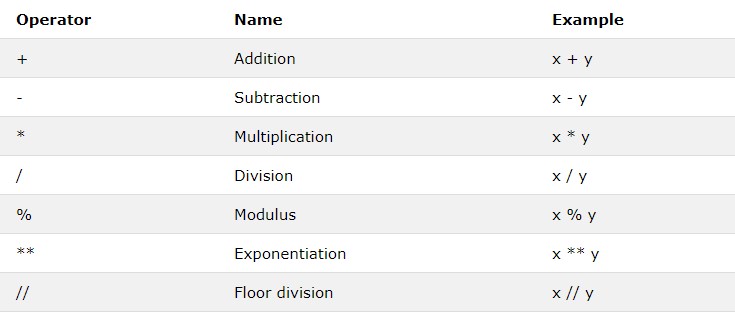 Operator Name Example
+ Addition x + y
- Subtraction x - y
* Multiplication x * y
/ Division x / y
% Modulus x % y
** Exponentiation x ** y
// Floor division x // y